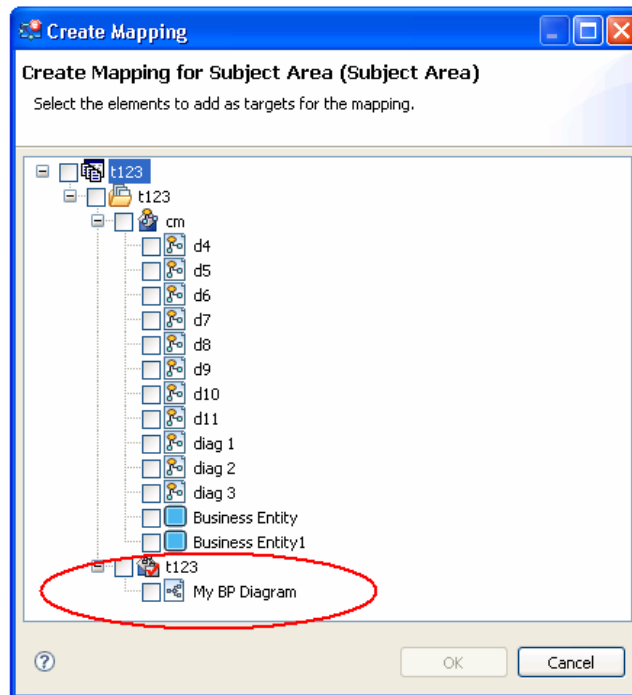 Create Mapping
Create Mapping for Subject Area (Subject Area)
Select the elements to add as targets for the mapping.
t123
t123
cm
d4
d5
d6
d7
d8
d9
d10
d11
diag 1
diag 2
diag 3
Business Entity
Business Entity1
t123
My BP Diagram
OK
Cancel